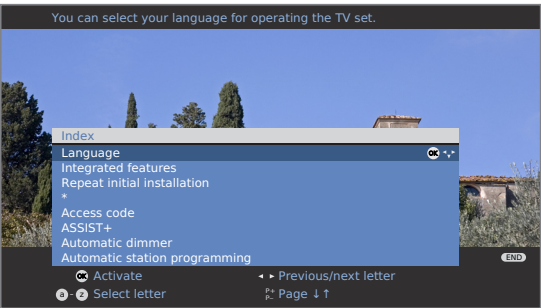 You can select your language for operating the TV set.
Index
Language OK
Integrated features
Repeat initial installation
*
Access code
ASSIST+
Automatic dimmer
Automatic station programming
END
OK Activate ◂ ▸ Previous/next letter
a - z Select letter P+ P– Page ↓↑